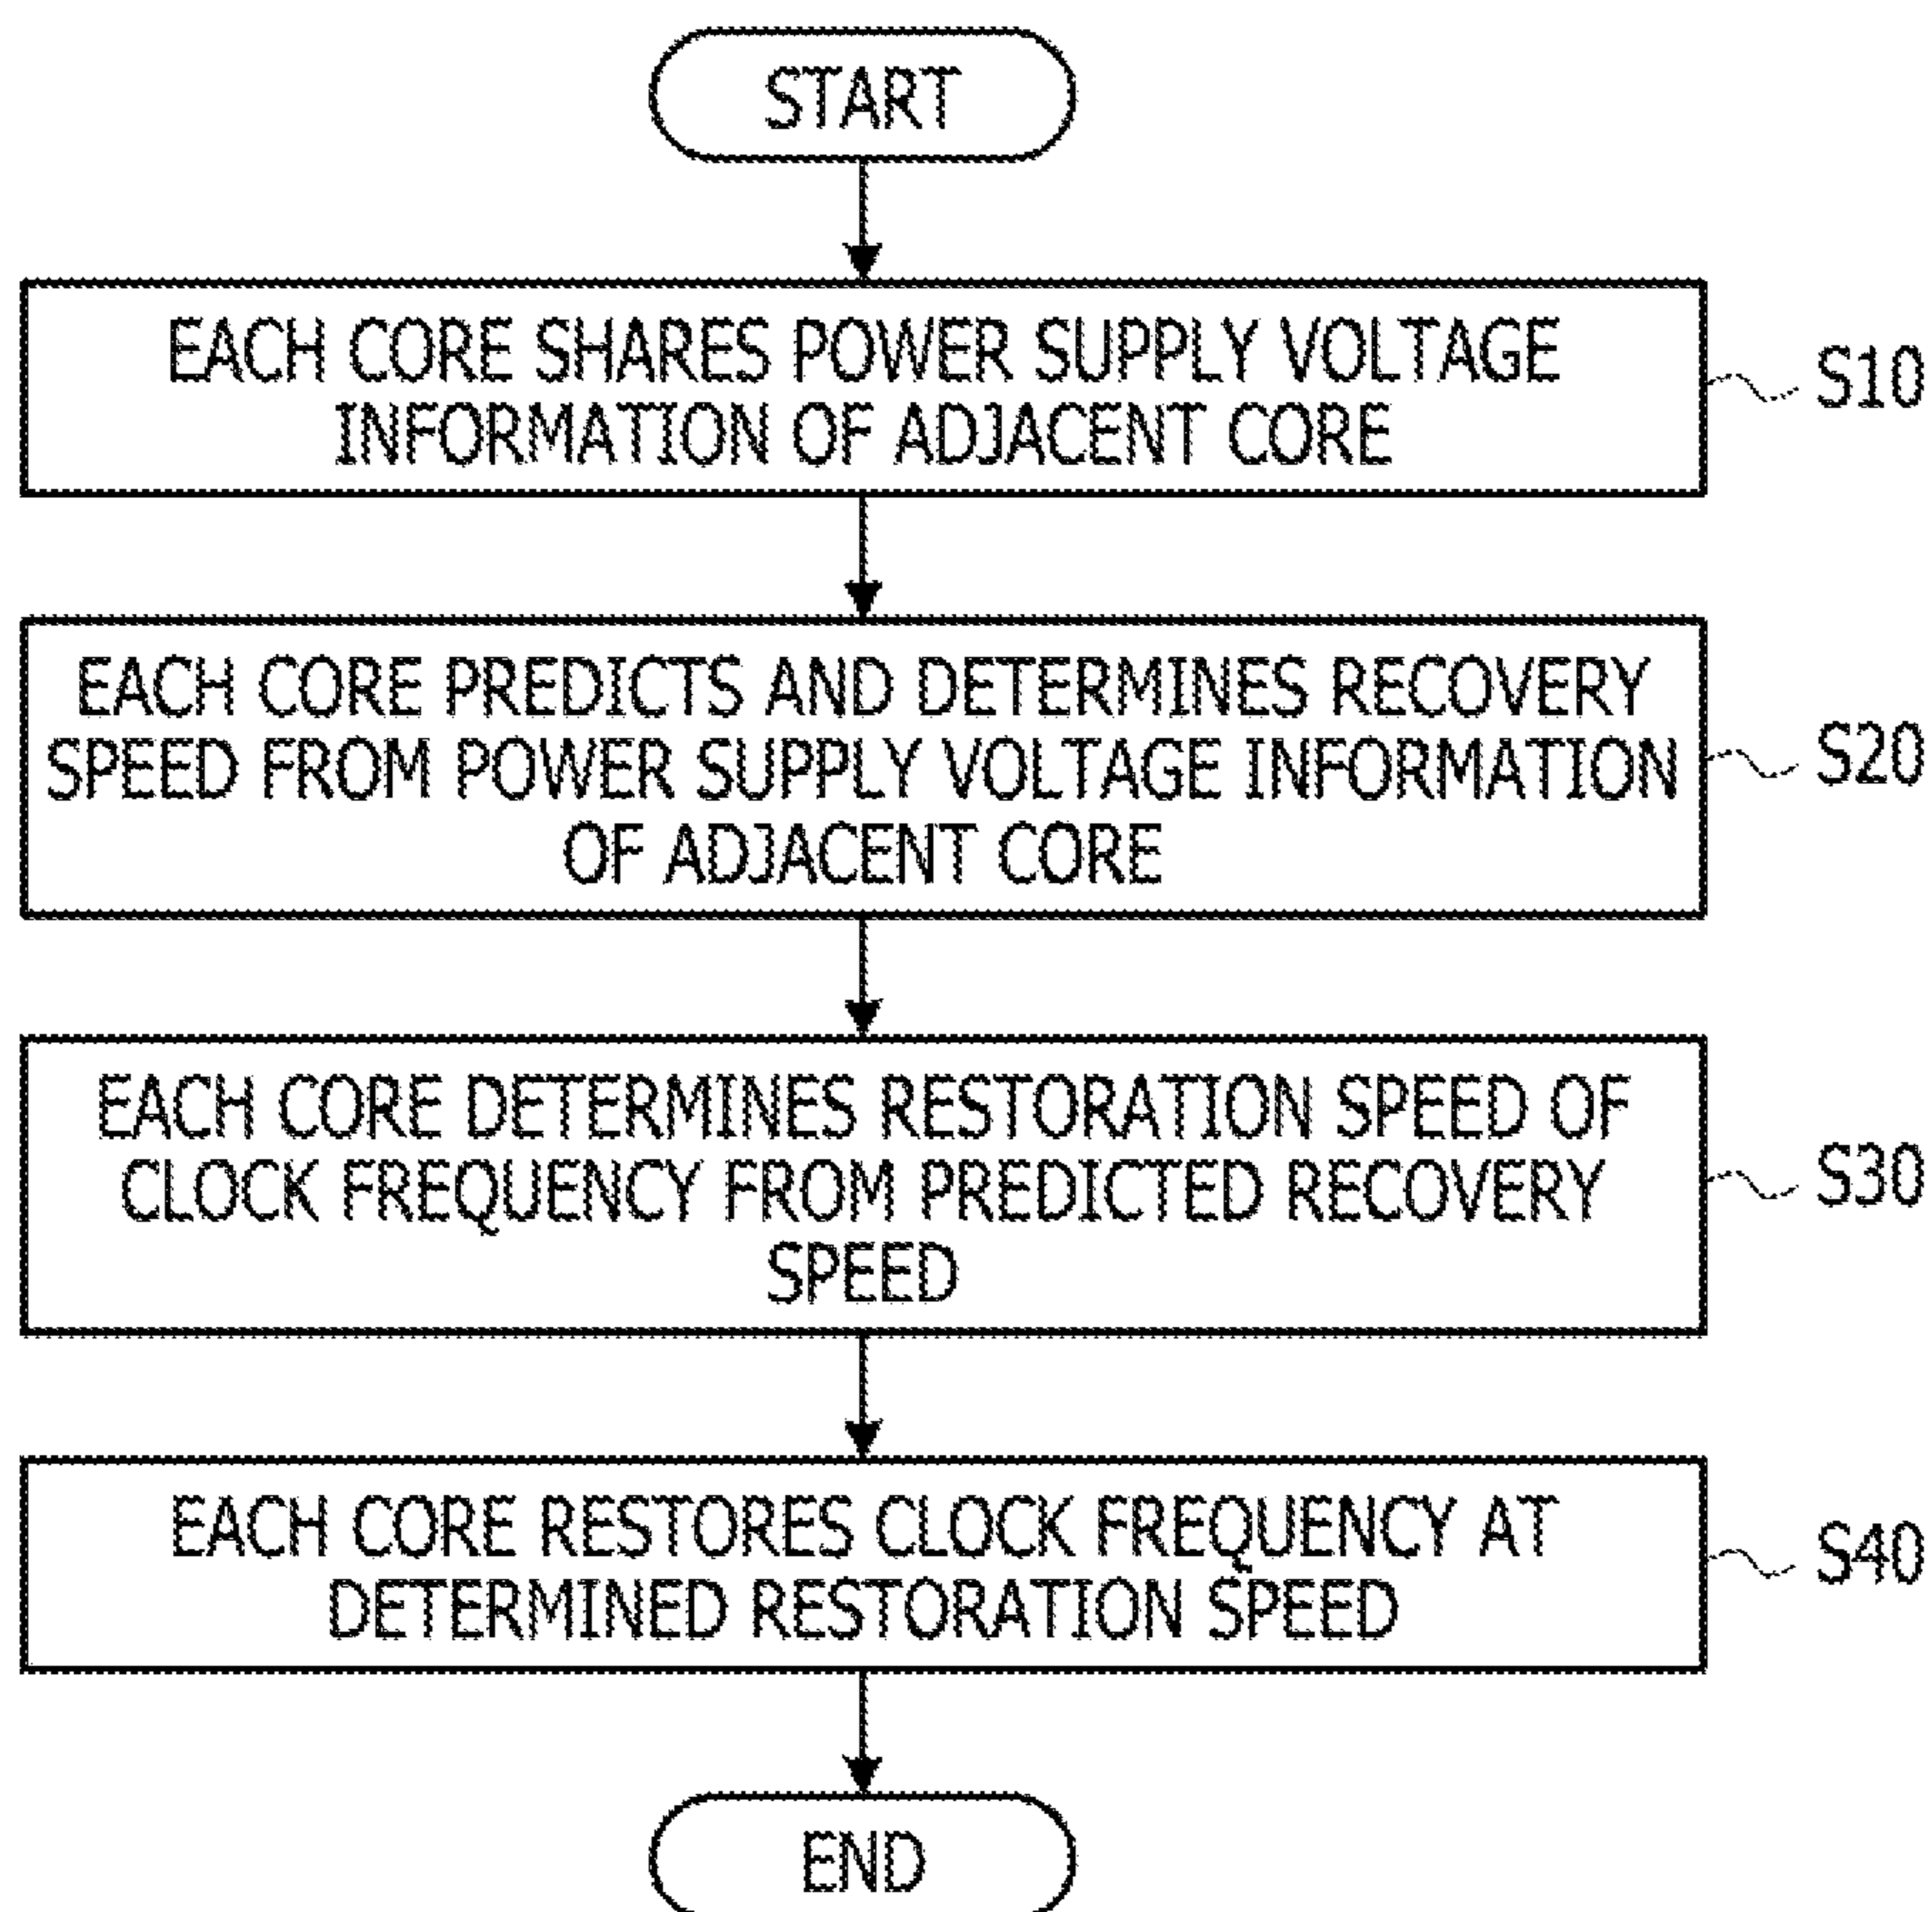 START
EACH CORE SHARES POWER SUPPLY VOLTAGE
INFORMATION OF ADJACENT CORE
S10
EACH CORE PREDICTS AND DETERMINES RECOVERY
SPEED FROM POWER SUPPLY VOLTAGE INFORMATION
OF ADJACENT CORE
S20
EACH CORE DETERMINES RESTORATION SPEED OF
CLOCK FREQUENCY FROM PREDICTED RECOVERY
SPEED
S30
EACH CORE RESTORES CLOCK FREQUENCY AT
DETERMINED RESTORATION SPEED
S40
END